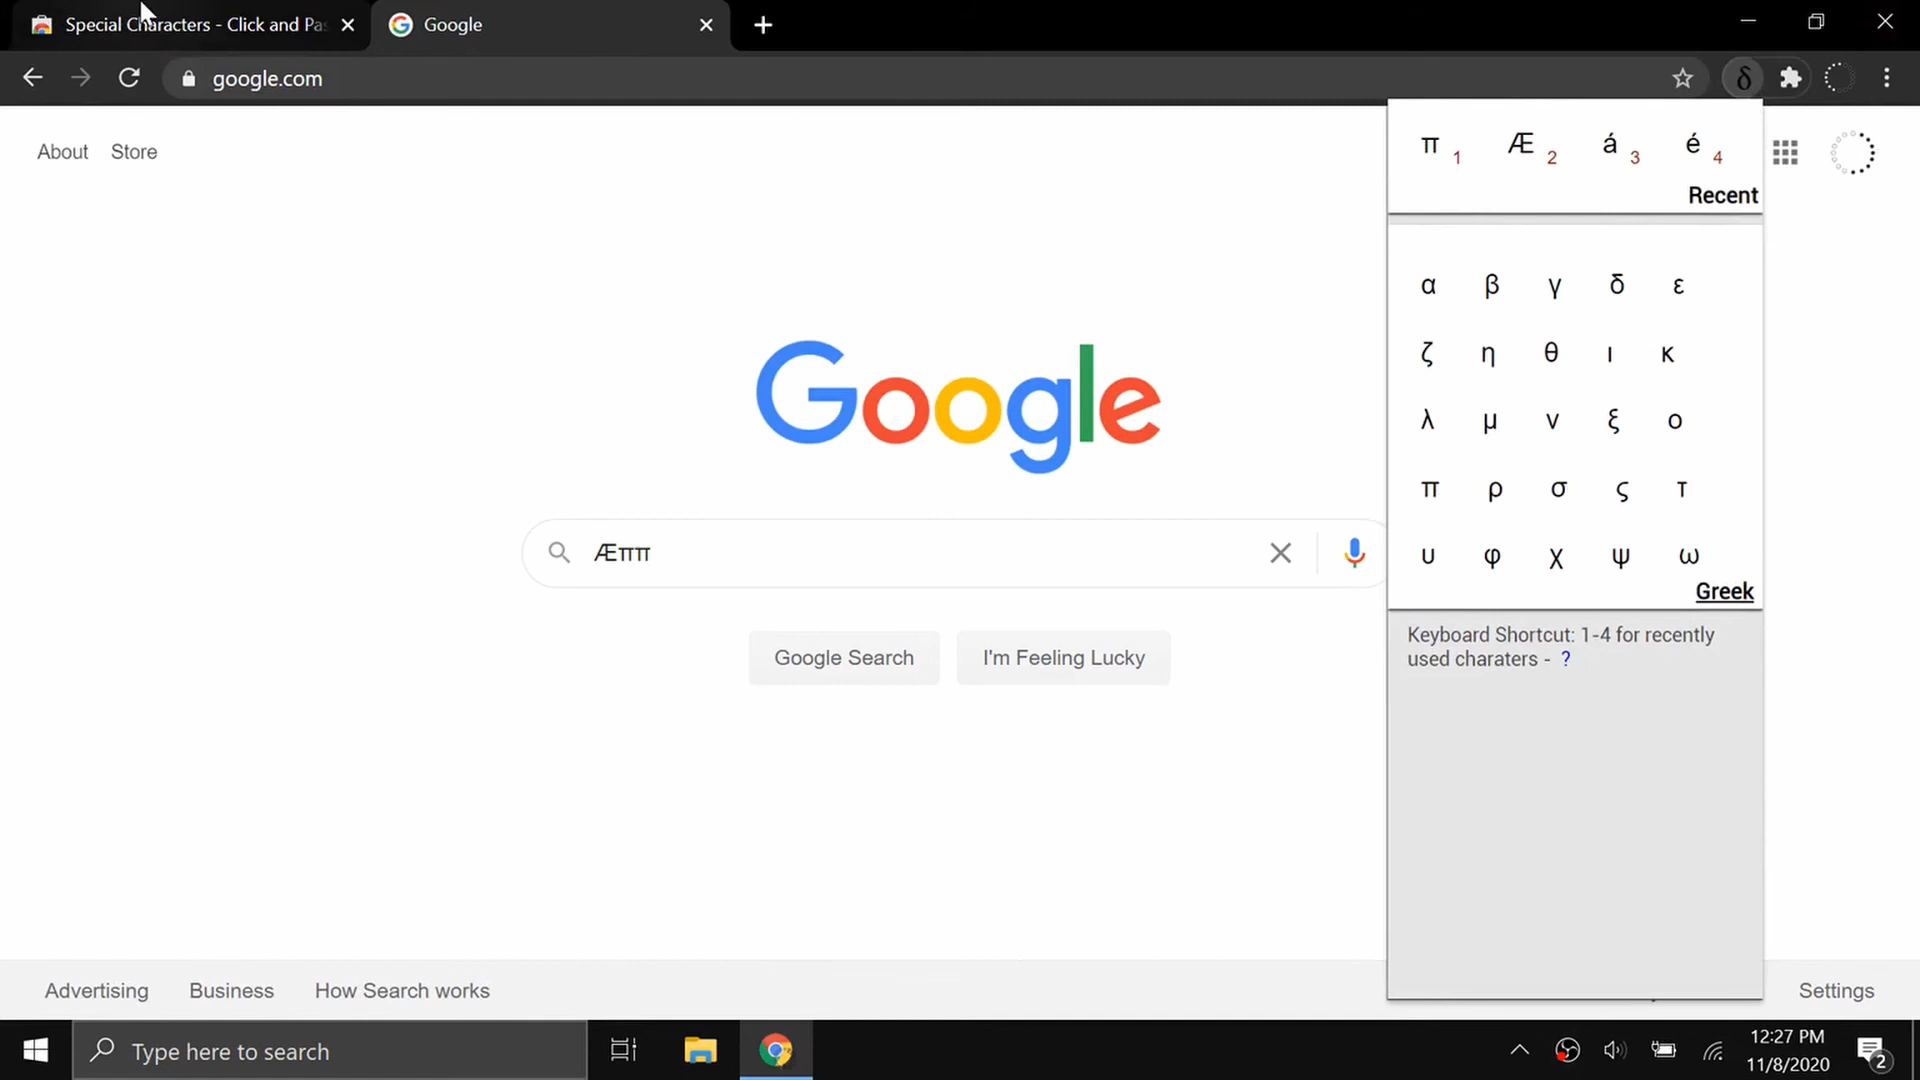 Special Characters - Click and Pas
Google
google.com
About Store
π 1 Æ 2 á 3 é 4
Recent
α β γ δ ε
ζ η θ ι κ
λ μ ν ξ ο
π ρ σ ς τ
υ φ χ ψ ω
Greek
Keyboard Shortcut: 1-4 for recently
used charaters - ?
Google
Æππ
Google Search I'm Feeling Lucky
Advertising Business How Search works
Settings
Type here to search
12:27 PM
11/8/2020
2